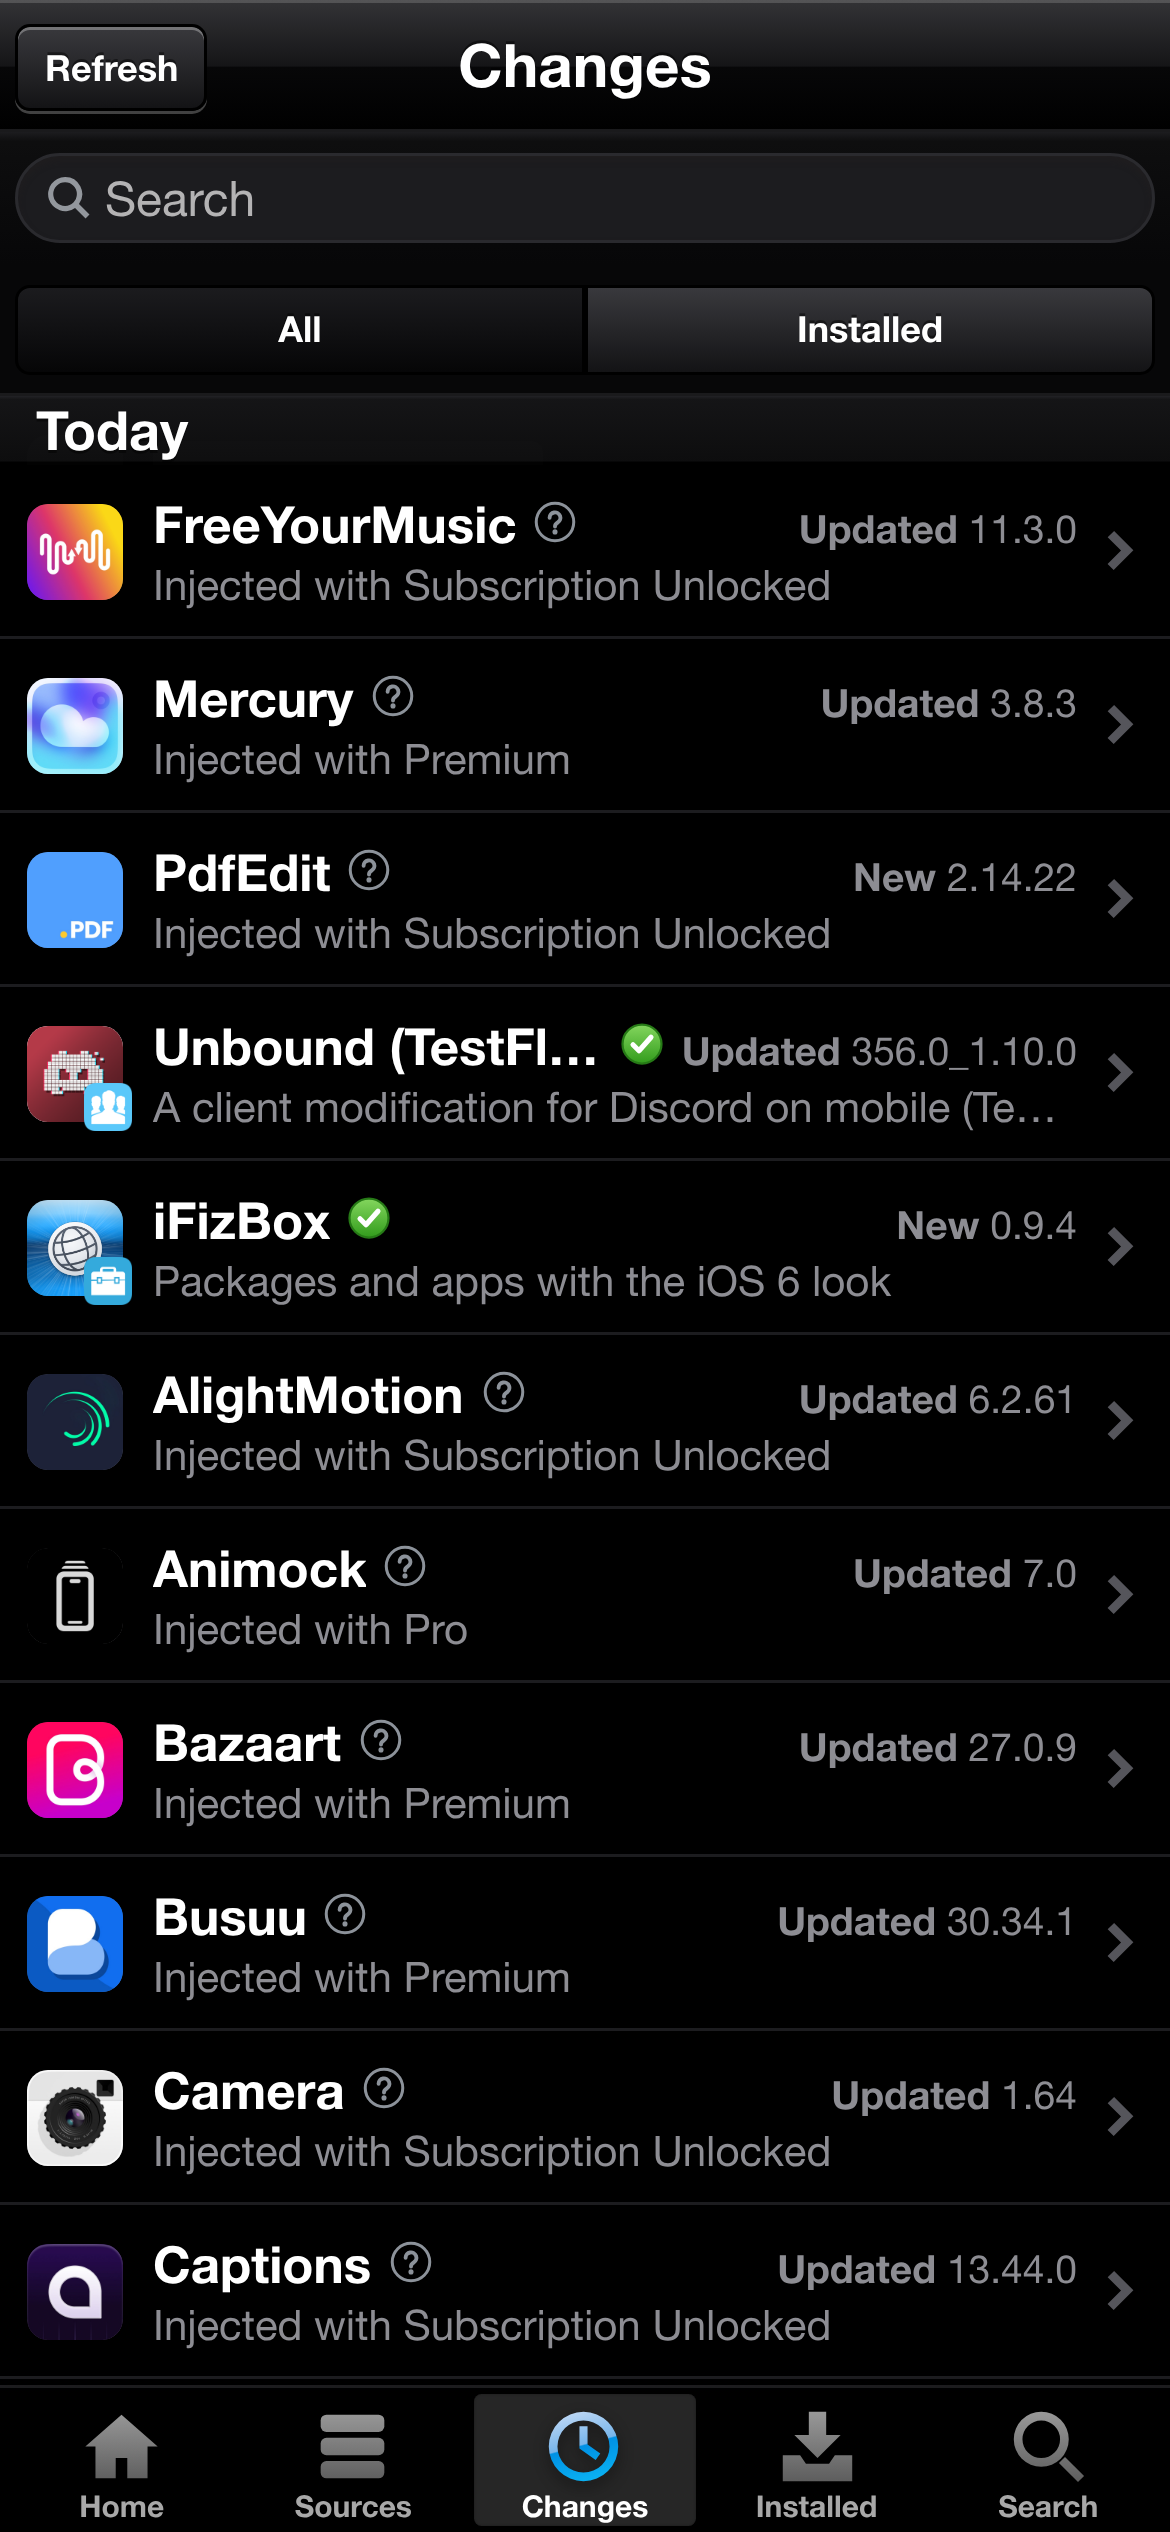 Refresh
Changes
Search
All
Installed
Today
FreeYourMusic
Updated 11.3.0
Injected with Subscription Unlocked
Mercury
Updated 3.8.3
Injected with Premium
PdfEdit
New 2.14.22
.PDF
Injected with Subscription Unlocked
Unbound (TestFl...
Updated 356.0_1.10.0
A client modification for Discord on mobile (Te...
iFizBox
New 0.9.4
Packages and apps with the iOS 6 look
AlightMotion
Updated 6.2.61
Injected with Subscription Unlocked
Animock
Updated 7.0
Injected with Pro
Bazaart
Updated 27.0.9
Injected with Premium
Busuu
Updated 30.34.1
Injected with Premium
Camera
Updated 1.64
Injected with Subscription Unlocked
Captions
Updated 13.44.0
Injected with Subscription Unlocked
Home
Sources
Changes
Installed
Search